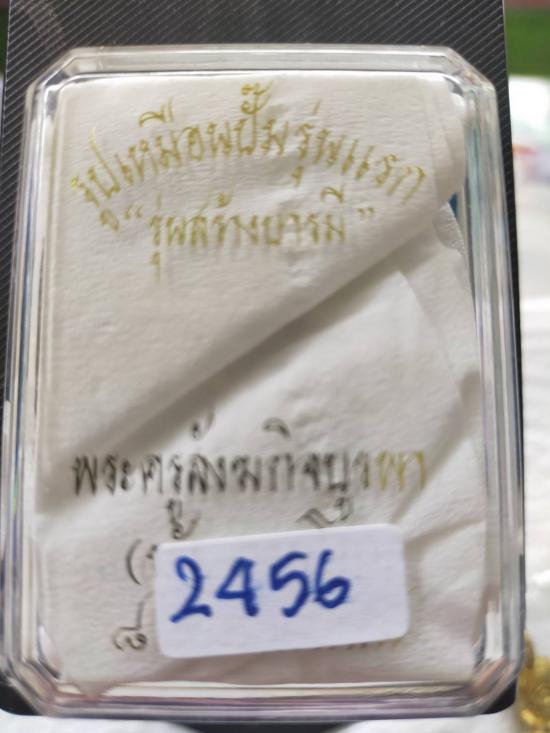 รูปเหมือนปั๊มรุ่นแรก
"รุ่นสร้างบารมี"
พระครูสังฆกิจบูรพา
2456